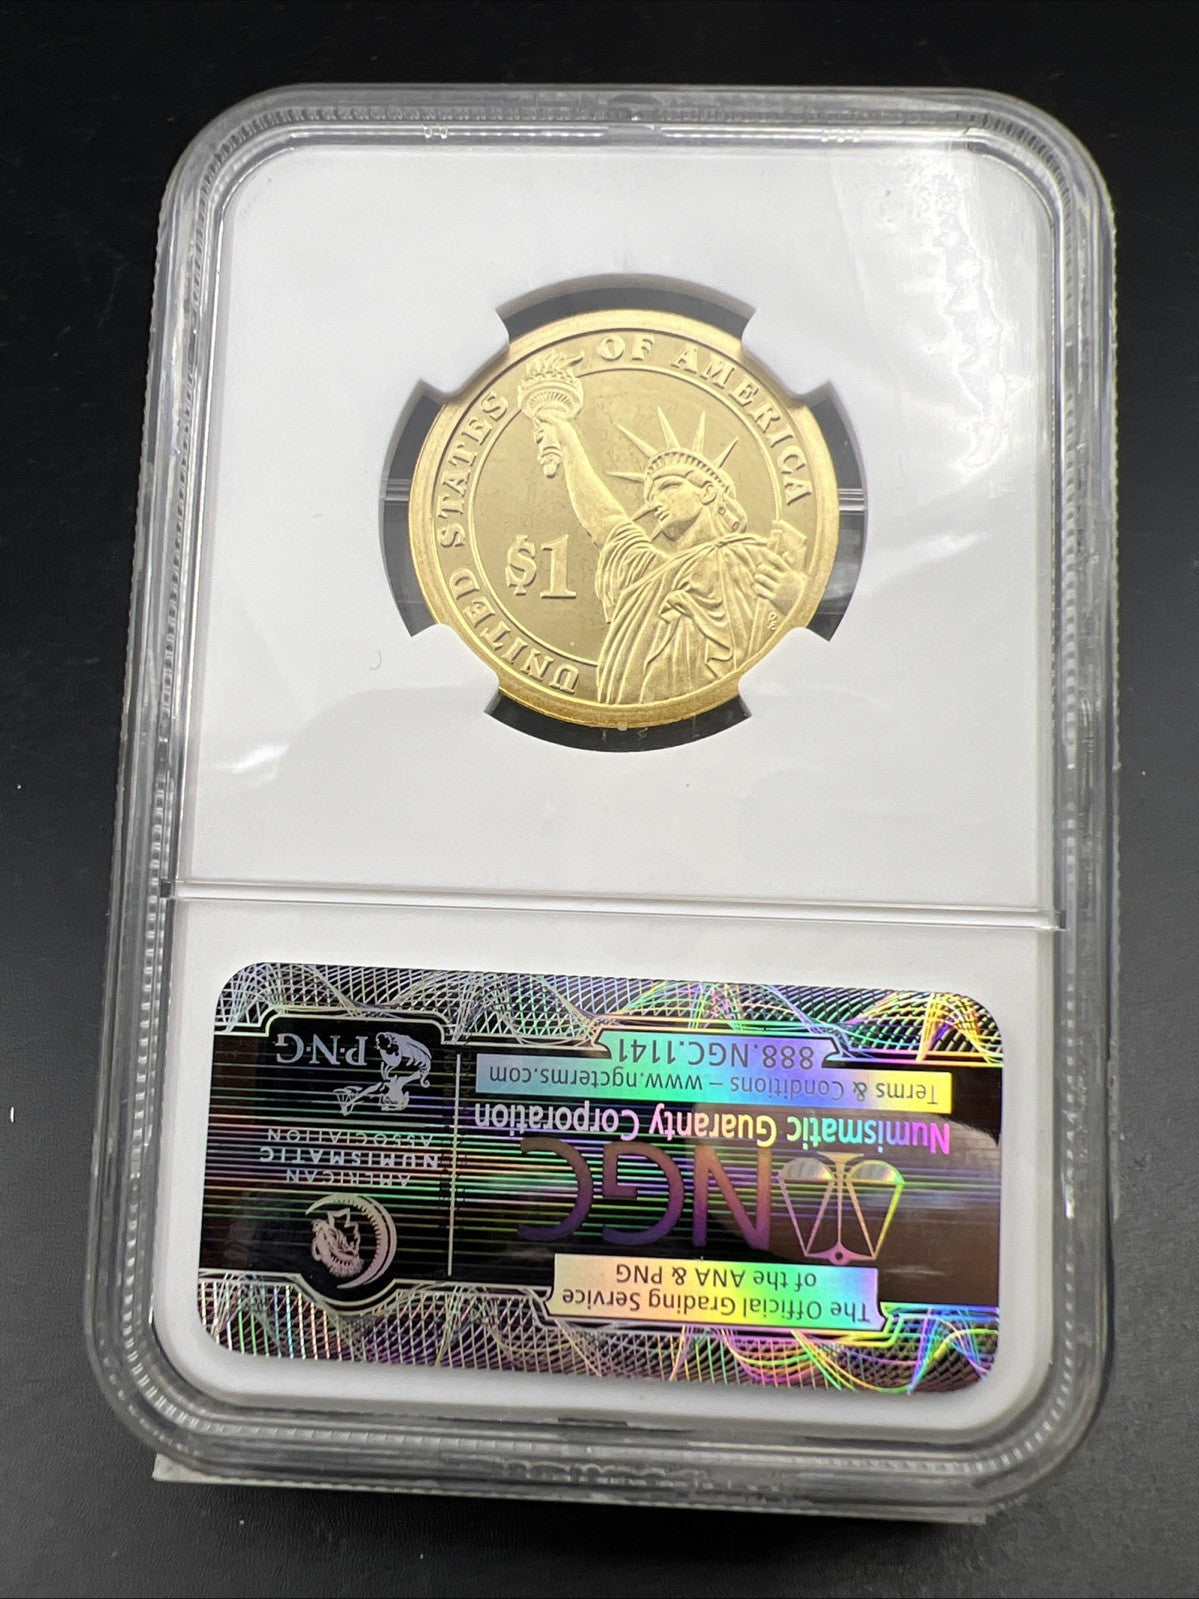 UNITED STATES OF AMERICA
$1
The Official Grading Service
of the ANA & PNG
NGC
Numismatic Guaranty Corporation
Terms & Conditions – www.ngcterms.com
888.NGC.1141
AMERICAN
NUMISMATIC
ASSOCIATION
PNG